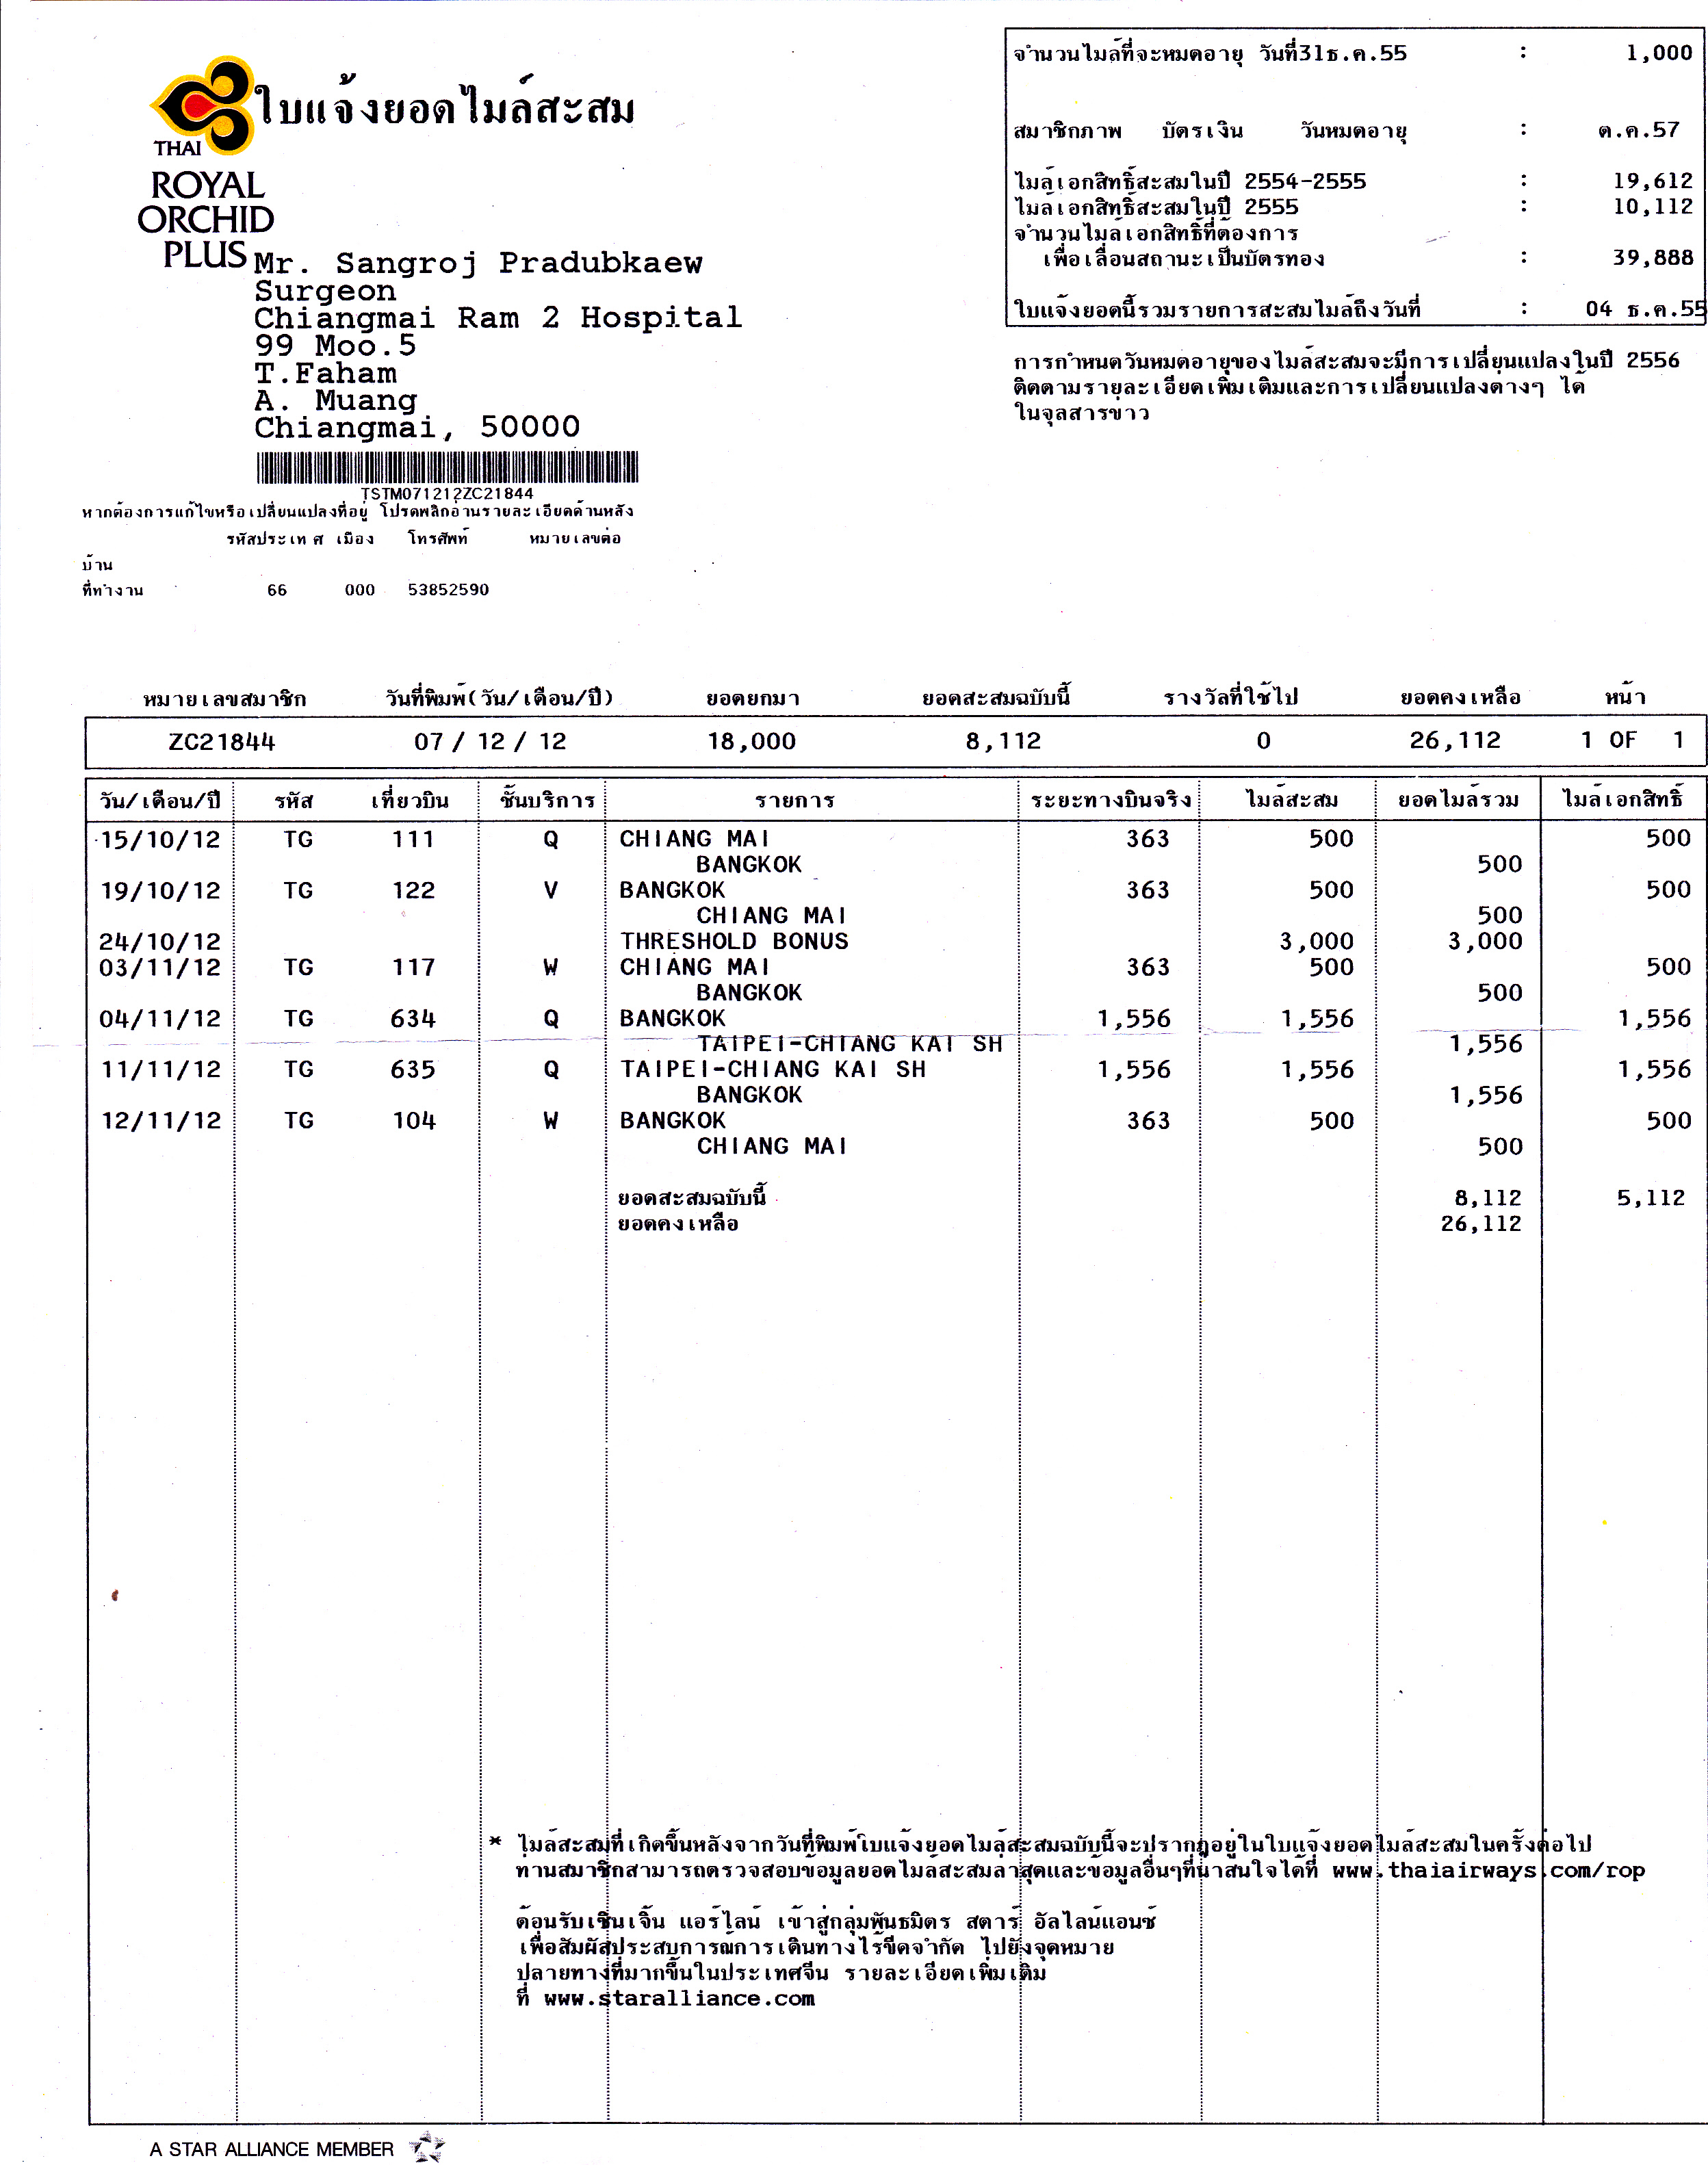 ใบแจ้งยอดไมล์สะสม
THAI
ROYAL
ORCHID
PLUS
Mr. Sangroj Pradubkaew
Surgeon
Chiangmai Ram 2 Hospital
99 Moo.5
T.Faham
A. Muang
Chiangmai, 50000
TSTM071212ZC21844
หากต้องการแก้ไขหรือเปลี่ยนแปลงที่อยู่ โปรดพลิกอ่านรายละเอียดด้านหลัง
รหัสประเทศ เมือง โทรศัพท์ หมายเลขต่อ
บ้าน
ที่ทำงาน 66 000 53852590
จำนวนไมล์ที่จะหมดอายุ วันที่31ธ.ค.55 : 1,000
สมาชิกภาพ บัตรเงิน วันหมดอายุ : ต.ค.57
ไมล์เอกสิทธิ์สะสมในปี 2554-2555 : 19,612
ไมล์เอกสิทธิ์สะสมในปี 2555 : 10,112
จำนวนไมล์เอกสิทธิ์ที่ต้องการ
เพื่อเลื่อนสถานะเป็นบัตรทอง : 39,888
ใบแจ้งยอดนี้รวมรายการสะสมไมล์ถึงวันที่ : 04 ธ.ค.55
การกำหนดวันหมดอายุของไมล์สะสมจะมีการเปลี่ยนแปลงในปี 2556
ติดตามรายละเอียดเพิ่มเติมและการเปลี่ยนแปลงต่างๆ ได้
ในจุลสารข่าว
หมายเลขสมาชิก วันที่พิมพ์(วัน/เดือน/ปี) ยอดยกมา ยอดสะสมฉบับนี้ รางวัลที่ใช้ไป ยอดคงเหลือ หน้า
ZC21844 07 / 12 / 12 18,000 8,112 0 26,112 1 OF 1
วัน/เดือน/ปี รหัส เที่ยวบิน ชั้นบริการ รายการ ระยะทางบินจริง ไมล์สะสม ยอดไมล์รวม ไมล์เอกสิทธิ์
15/10/12 TG 111 Q CHIANG MAI 363 500 500
BANGKOK 500
19/10/12 TG 122 V BANGKOK 363 500 500
CHIANG MAI 500
24/10/12 THRESHOLD BONUS 3,000 3,000
03/11/12 TG 117 W CHIANG MAI 363 500 500
BANGKOK 500
04/11/12 TG 634 Q BANGKOK 1,556 1,556 1,556
TAIPEI-CHIANG KAI SH 1,556
11/11/12 TG 635 Q TAIPEI-CHIANG KAI SH 1,556 1,556 1,556
BANGKOK 1,556
12/11/12 TG 104 W BANGKOK 363 500 500
CHIANG MAI 500
ยอดสะสมฉบับนี้ 8,112 5,112
ยอดคงเหลือ 26,112
* ไมล์สะสมที่เกิดขึ้นหลังจากวันที่พิมพ์ใบแจ้งยอดไมล์สะสมฉบับนี้จะปรากฏอยู่ในใบแจ้งยอดไมล์สะสมในครั้งต่อไป
ท่านสมาชิกสามารถตรวจสอบข้อมูลยอดไมล์สะสมล่าสุดและข้อมูลอื่นๆที่น่าสนใจได้ที่ www.thaiairways.com/rop
ต้อนรับเซินเจิ้น แอร์ไลน์ เข้าสู่กลุ่มพันธมิตร สตาร์ อัลไลแอนซ์
เพื่อสัมผัสประสบการณ์การเดินทางไร้ขีดจำกัด ไปยังจุดหมาย
ปลายทางที่มากขึ้นในประเทศจีน รายละเอียดเพิ่มเติม
ที่ www.staralliance.com
A STAR ALLIANCE MEMBER